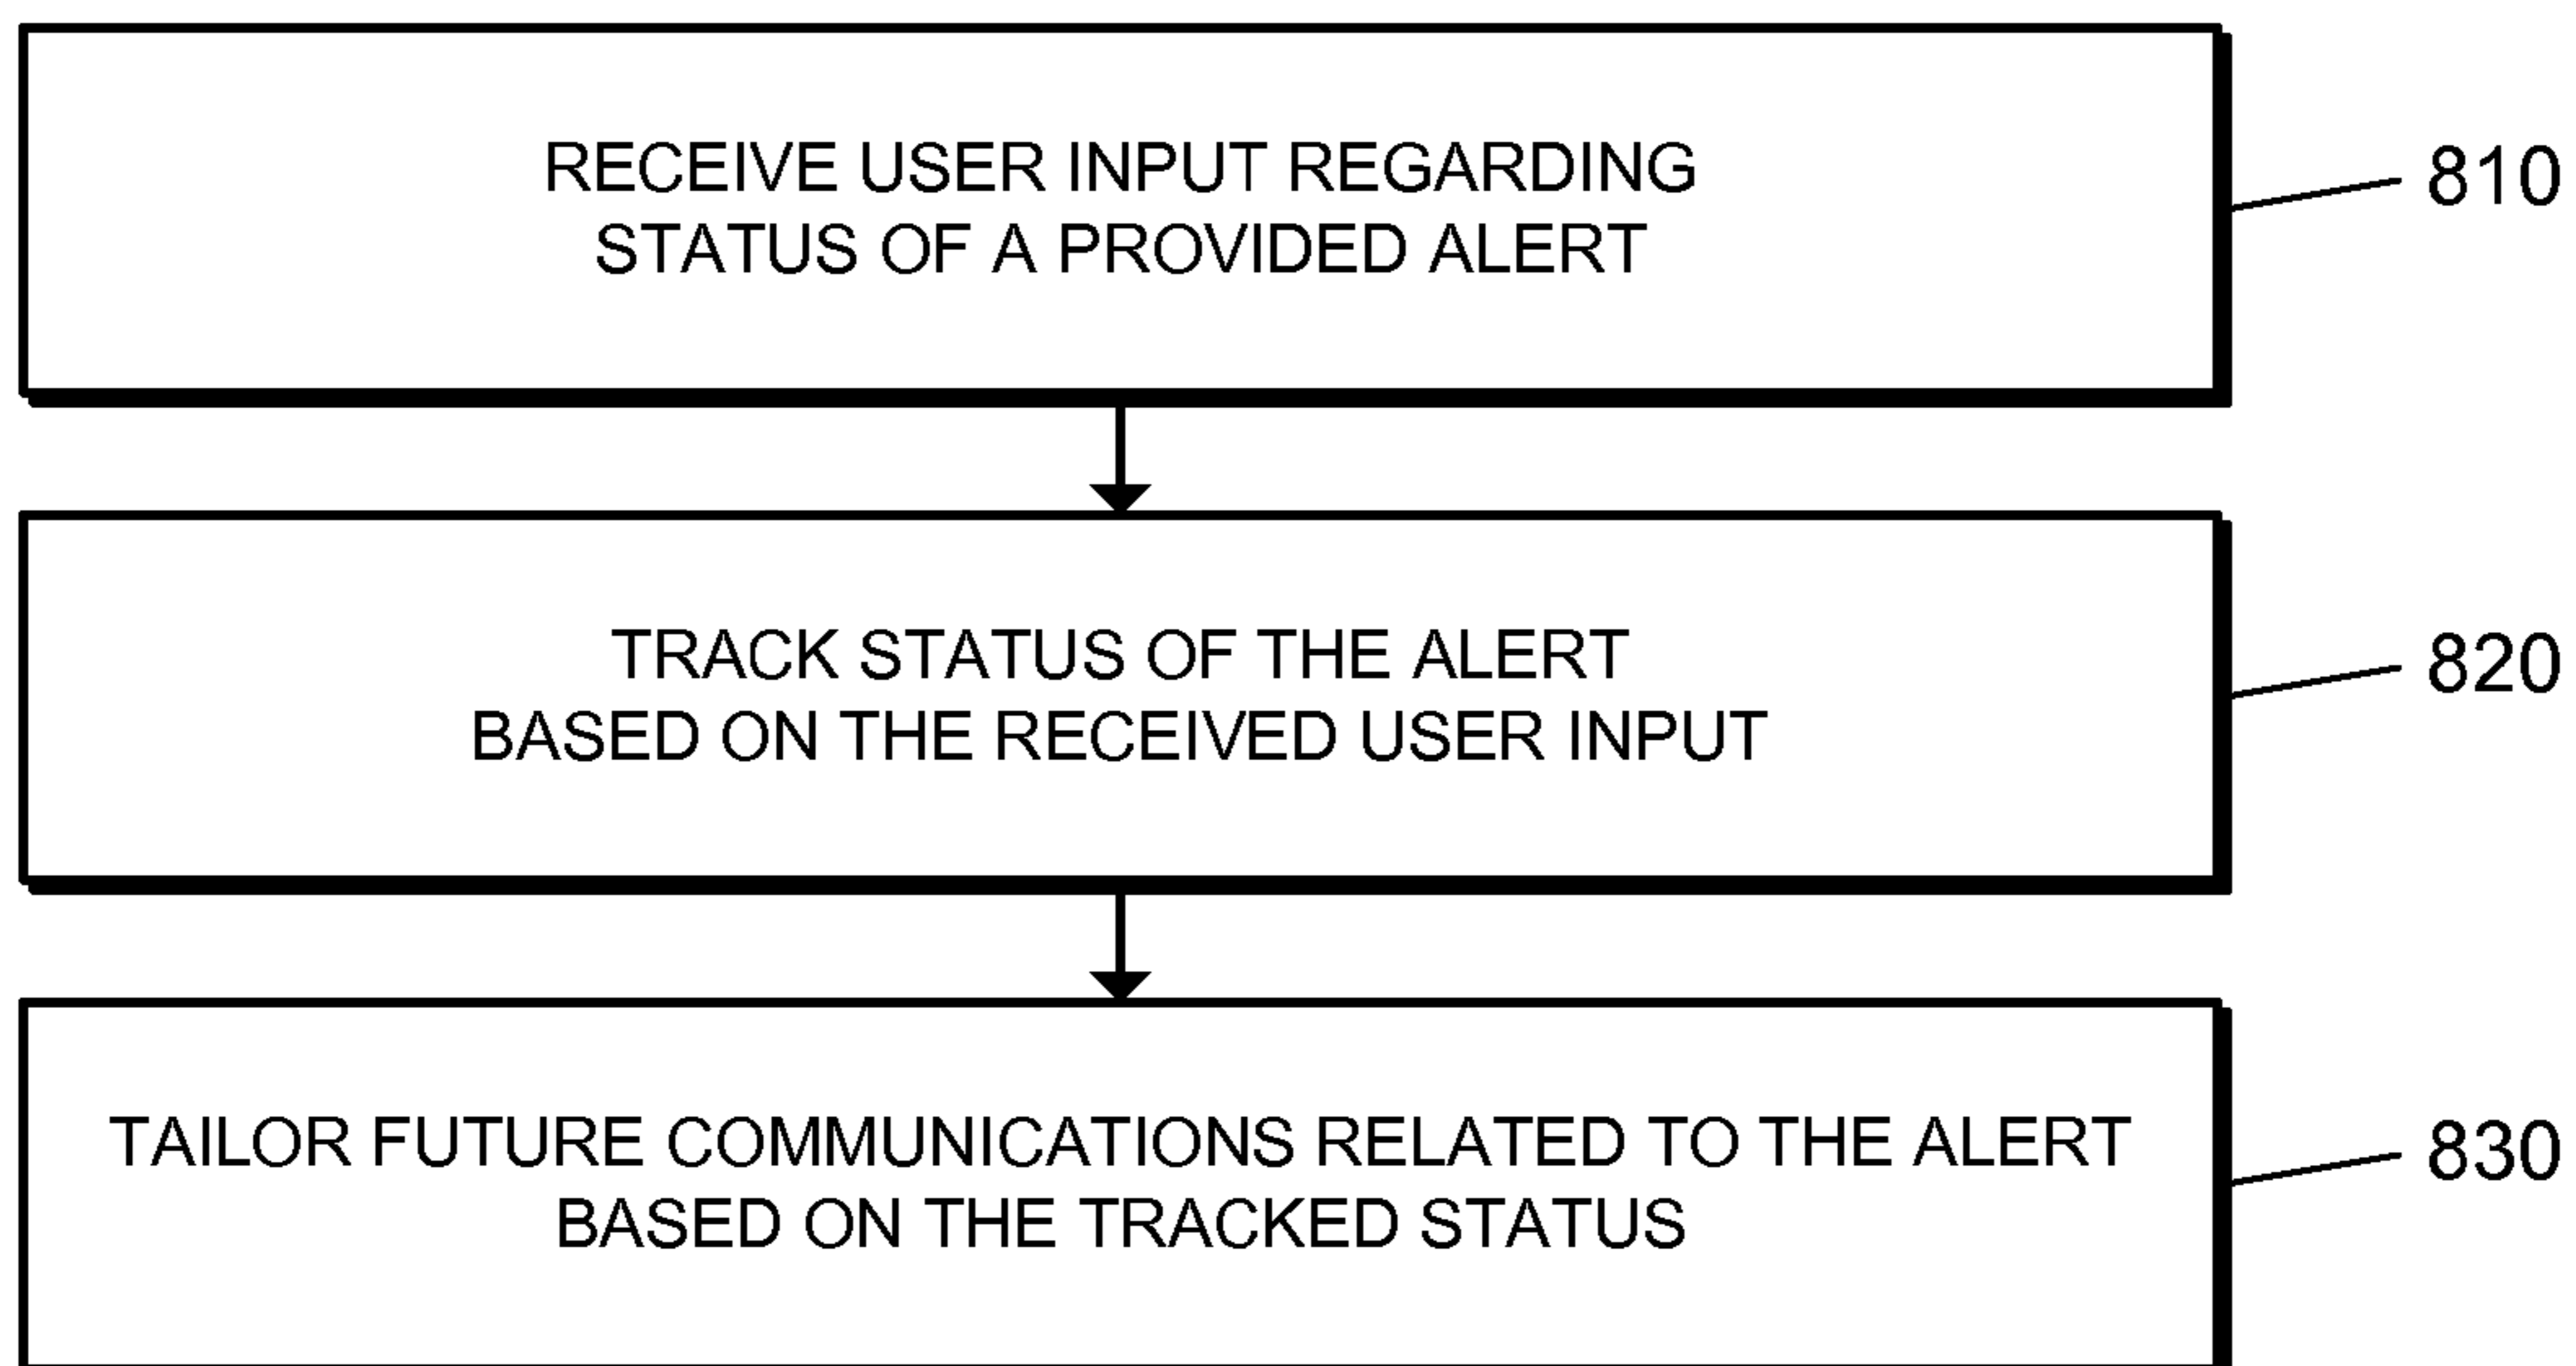 RECEIVE USER INPUT REGARDING
STATUS OF A PROVIDED ALERT
810
TRACK STATUS OF THE ALERT
BASED ON THE RECEIVED USER INPUT
820
TAILOR FUTURE COMMUNICATIONS RELATED TO THE ALERT
BASED ON THE TRACKED STATUS
830